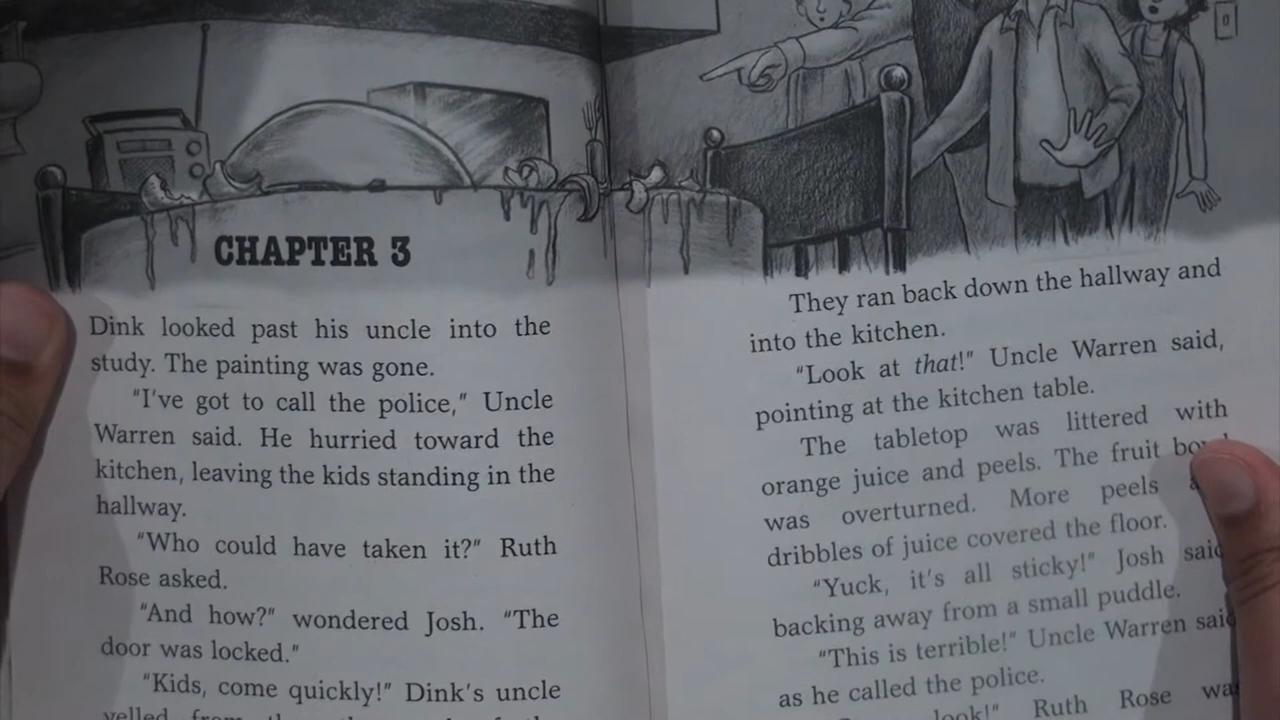 CHAPTER 3
Dink looked past his uncle into the
study. The painting was gone.
"I've got to call the police," Uncle
Warren said. He hurried toward the
kitchen, leaving the kids standing in the
hallway.
"Who could have taken it?" Ruth
Rose asked.
"And how?" wondered Josh. "The
door was locked."
"Kids, come quickly!" Dink's uncle
yelled from
They ran back down the hallway and
into the kitchen.
"Look at that!" Uncle Warren said,
pointing at the kitchen table.
The tabletop was littered with
orange juice and peels. The fruit
was overturned. More peels
dribbles of juice covered the floor.
"Yuck, it's all sticky!" Josh said
backing away from a small puddle.
"This is terrible!" Uncle Warren said
as he called the police.
look!" Ruth Rose was